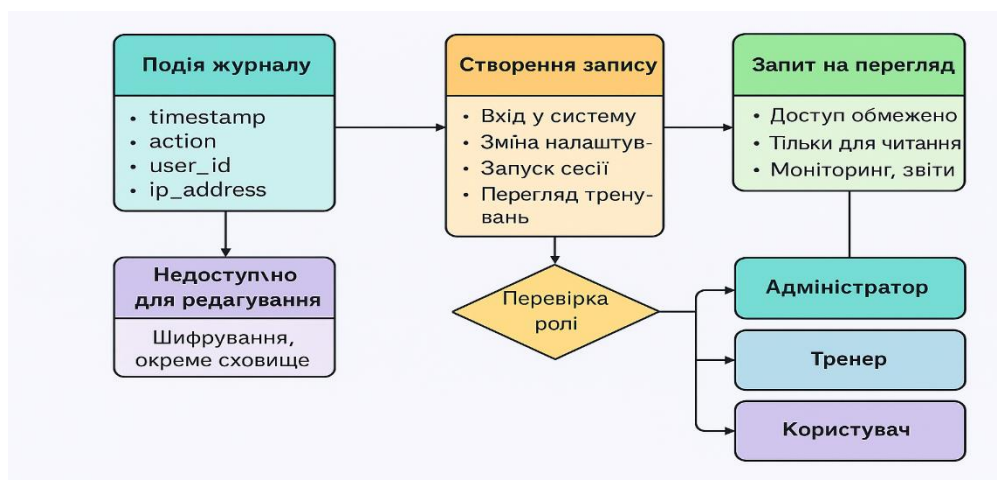 Подія журналу
• timestamp
• action
• user_id
• ip_address
Недоступ\но
для редагування
Шифрування,
окреме сховище
Створення запису
• Вхід у систему
• Зміна налаштув-
• Запуск сесії
• Перегляд трену-
вань
Перевірка
ролі
Запит на перегляд
• Доступ обмежено
• Тільки для читання
• Моніторинг, звіти
Адміністратор
Тренер
Користувач